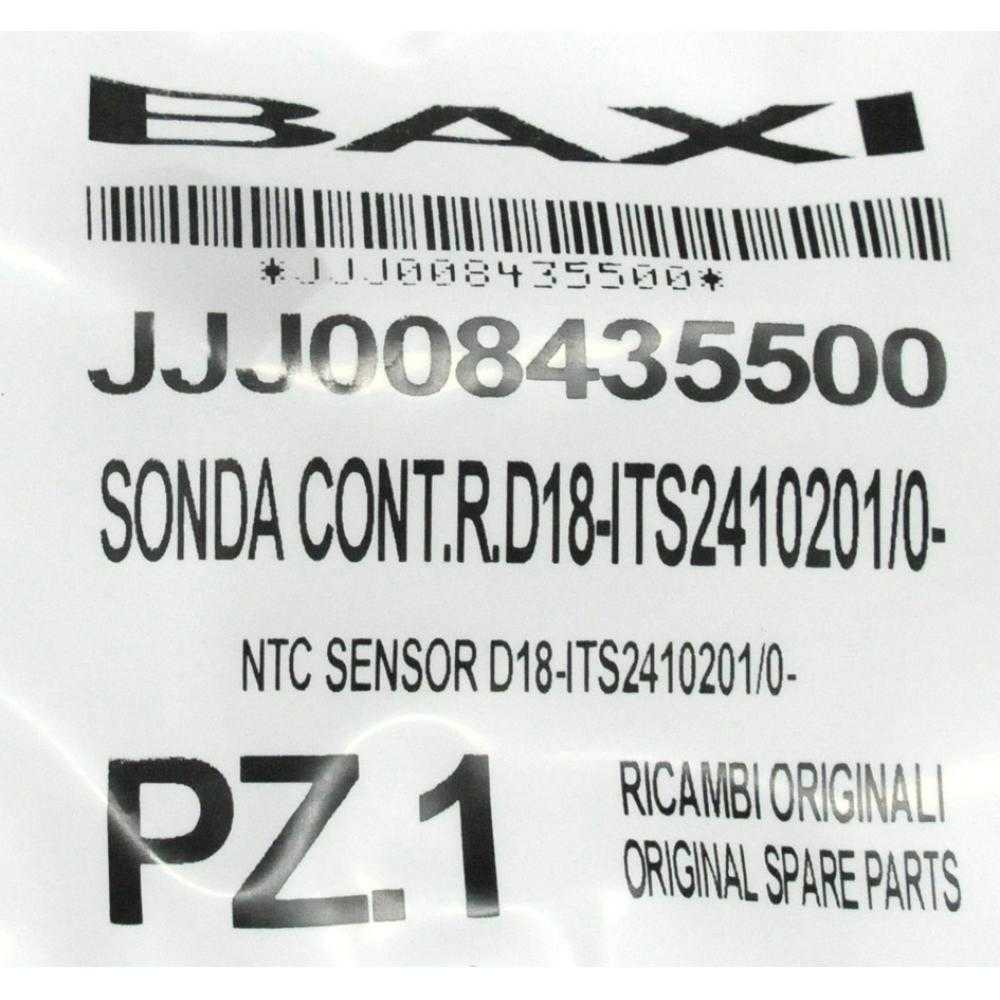 BAXI
*JJJ008435500*
JJJ008435500
SONDA CONT.R.D18-ITS2410201/0-
NTC SENSOR D18-ITS2410201/0-
PZ.1
RICAMBI ORIGINALI
ORIGINAL SPARE PARTS